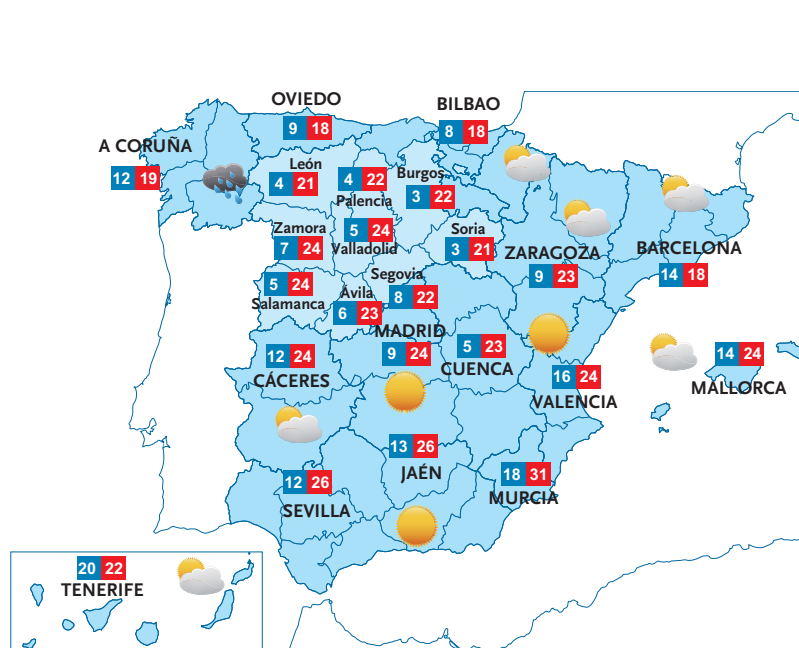 OVIEDO
9 18
BILBAO
8 18
A CORUÑA
12 19
León
4 21
4 22
Palencia
Burgos
3 22
Zamora
7 24
5 24
Valladolid
Soria
3 21
ZARAGOZA
9 23
BARCELONA
14 18
5 24
Salamanca
Ávila
6 23
Segovia
8 22
MADRID
9 24
5 23
CUENCA
12 24
CÁCERES
16 24
VALENCIA
14 24
MALLORCA
13 26
JAÉN
12 26
SEVILLA
18 31
MURCIA
20 22
TENERIFE